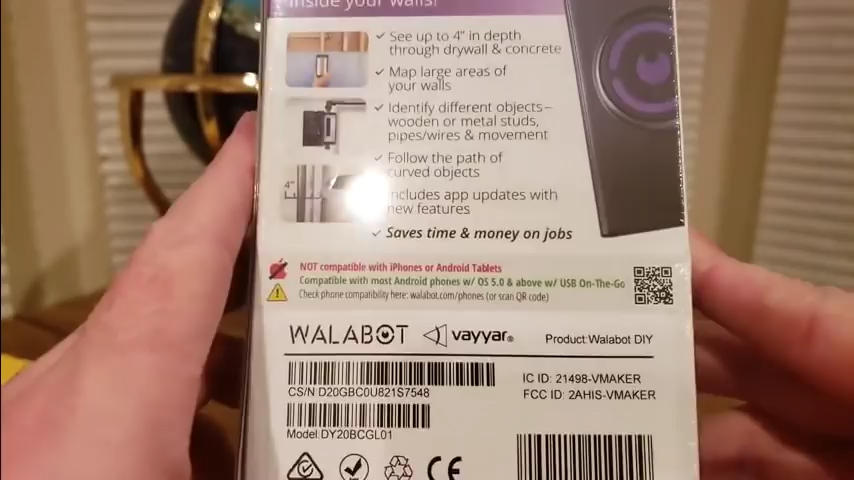 inside your walls!
✓ See up to 4" in depth
through drywall & concrete
✓ Map large areas of
your walls
✓ Identify different objects–
wooden or metal studs,
pipes/wires & movement
✓ Follow the path of
curved objects
4"
includes app updates with
new features
✓ Saves time & money on jobs
NOT compatible with iPhones or Android Tablets
Compatible with most Android phones w/ OS 5.0 & above w/ USB On-The-Go
Check phone compatibility here: walabot.com/phones (or scan QR code)
WALABOT vayyar® Product:Walabot DIY
CS/N D20GBC0U821S7548
IC ID: 21498-VMAKER
FCC ID: 2AHIS-VMAKER
Model:DY20BCGL01
CE